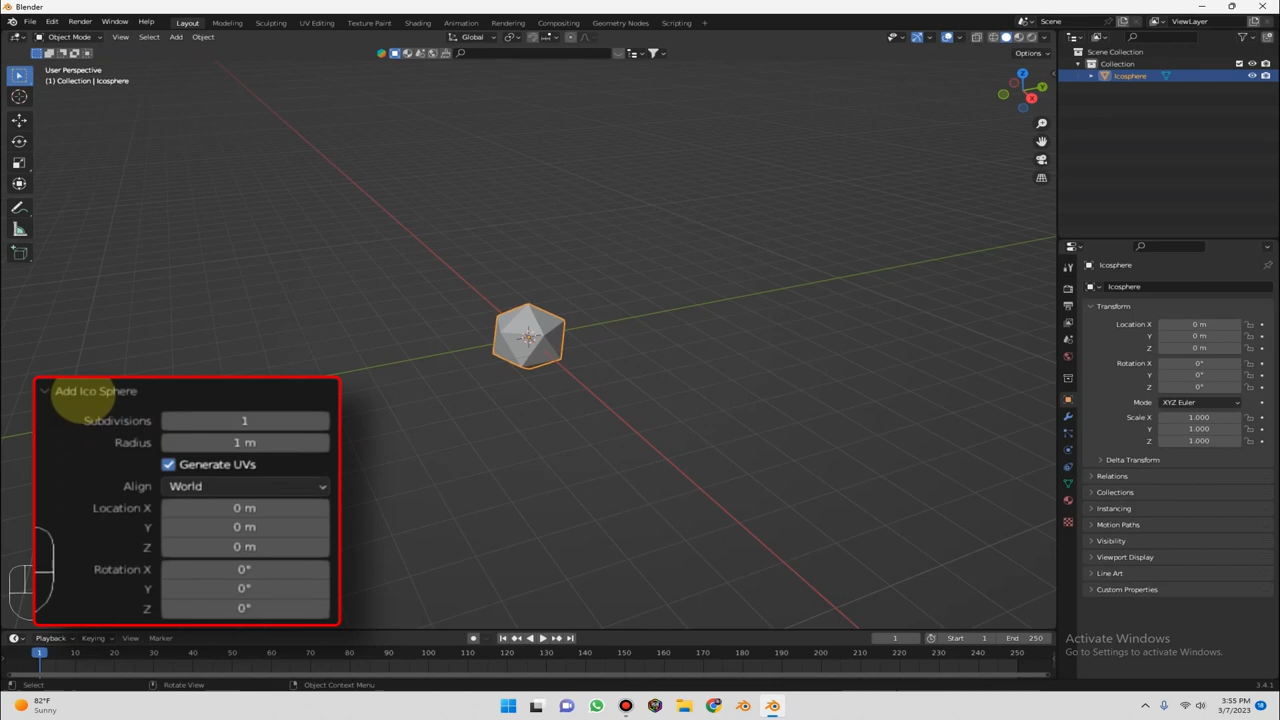 Blender
File Edit Render Window Help
Layout Modeling Sculpting UV Editing Texture Paint Shading Animation Rendering Compositing Geometry Nodes Scripting +
Scene ViewLayer
Object Mode View Select Add Object Global
Options
User Perspective
(1) Collection | Icosphere
Scene Collection
Collection
Icosphere
Z
Y
X
Icosphere
Icosphere
Transform
Location X 0 m
Y 0 m
Z 0 m
Rotation X 0°
Y 0°
Z 0°
Mode XYZ Euler
Scale X 1.000
Y 1.000
Z 1.000
Delta Transform
Relations
Collections
Instancing
Motion Paths
Visibility
Viewport Display
Line Art
Custom Properties
Add Ico Sphere
Subdivisions 1
Radius 1 m
Generate UVs
Align World
Location X 0 m
Y 0 m
Z 0 m
Rotation X 0°
Y 0°
Z 0°
Playback Keying View Marker 1 Start 1 End 250
1 10 20 30 40 50 60 70 80 90 100 110 120 130 140 150 160 170 180 190 200 210 220 230 240 250
Activate Windows
Go to Settings to activate Windows.
Select Rotate View Object Context Menu 3.4.1
82°F
Sunny
3:55 PM
3/7/2023
18